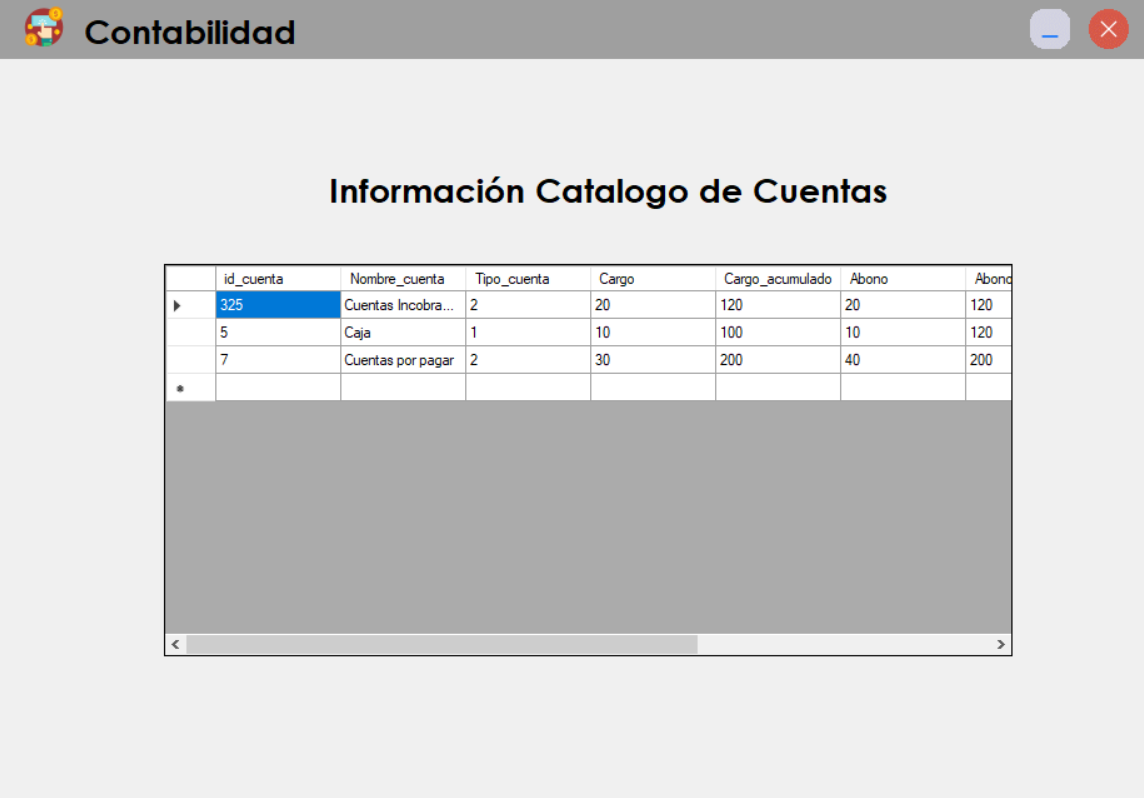 Contabilidad
Información Catalogo de Cuentas
id_cuenta Nombre_cuenta Tipo_cuenta Cargo Cargo_acumulado Abono Abono
325 Cuentas Incobra... 2 20 120 20 120
5 Caja 1 10 100 10 120
7 Cuentas por pagar 2 30 200 40 200